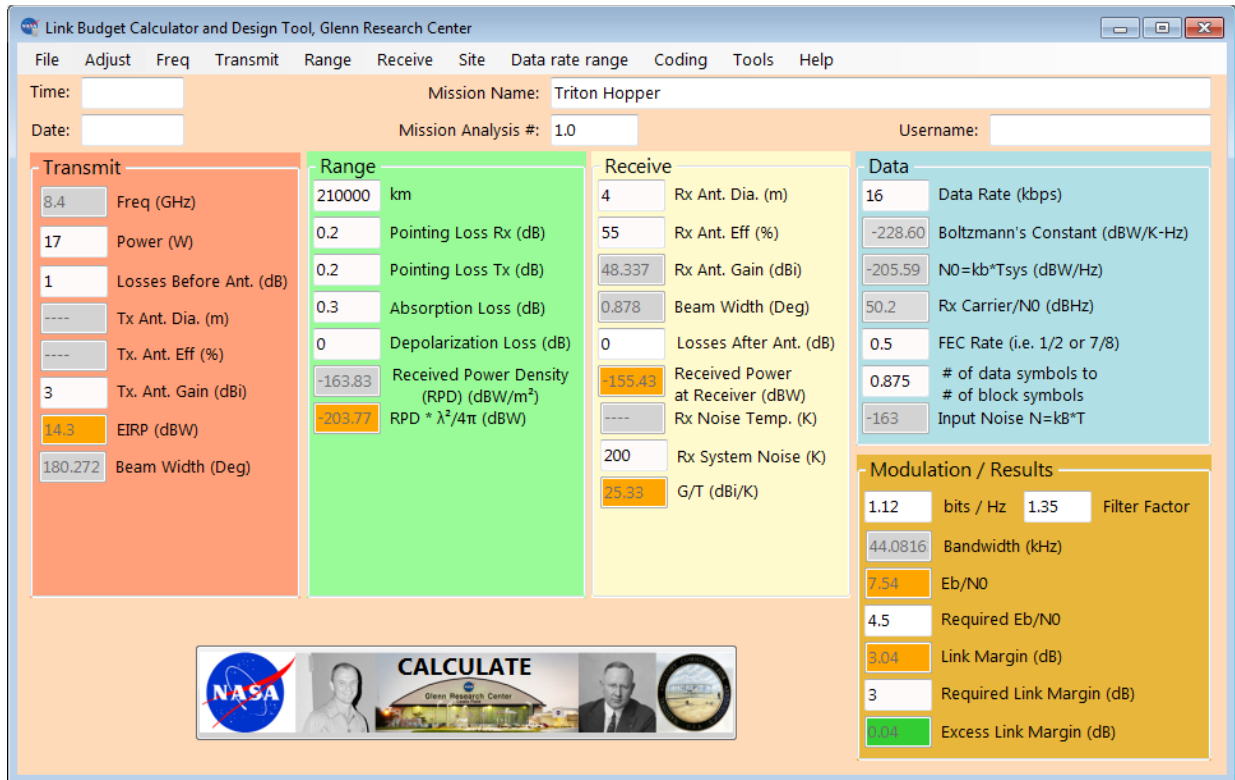 Link Budget Calculator and Design Tool, Glenn Research Center
File Adjust Freq Transmit Range Receive Site Data rate range Coding Tools Help
Time: Mission Name: Triton Hopper
Date: Mission Analysis #: 1.0 Username:
Transmit
8.4 Freq (GHz)
17 Power (W)
1 Losses Before Ant. (dB)
---- Tx Ant. Dia. (m)
---- Tx. Ant. Eff (%)
3 Tx. Ant. Gain (dBi)
14.3 EIRP (dBW)
180.272 Beam Width (Deg)
Range
210000 km
0.2 Pointing Loss Rx (dB)
0.2 Pointing Loss Tx (dB)
0.3 Absorption Loss (dB)
0 Depolarization Loss (dB)
-163.83 Received Power Density
(RPD) (dBW/m²)
-203.77 RPD * λ²/4π (dBW)
Receive
4 Rx Ant. Dia. (m)
55 Rx Ant. Eff (%)
48.337 Rx Ant. Gain (dBi)
0.878 Beam Width (Deg)
0 Losses After Ant. (dB)
-155.43 Received Power
at Receiver (dBW)
---- Rx Noise Temp. (K)
200 Rx System Noise (K)
25.33 G/T (dBi/K)
Data
16 Data Rate (kbps)
-228.60 Boltzmann's Constant (dBW/K-Hz)
-205.59 N0=kb*Tsys (dBW/Hz)
50.2 Rx Carrier/N0 (dBHz)
0.5 FEC Rate (i.e. 1/2 or 7/8)
0.875 # of data symbols to
# of block symbols
-163 Input Noise N=kB*T
Modulation / Results
1.12 bits / Hz 1.35 Filter Factor
44.0816 Bandwidth (kHz)
7.54 Eb/N0
4.5 Required Eb/N0
3.04 Link Margin (dB)
3 Required Link Margin (dB)
0.04 Excess Link Margin (dB)
NASA
CALCULATE
Glenn Research Center